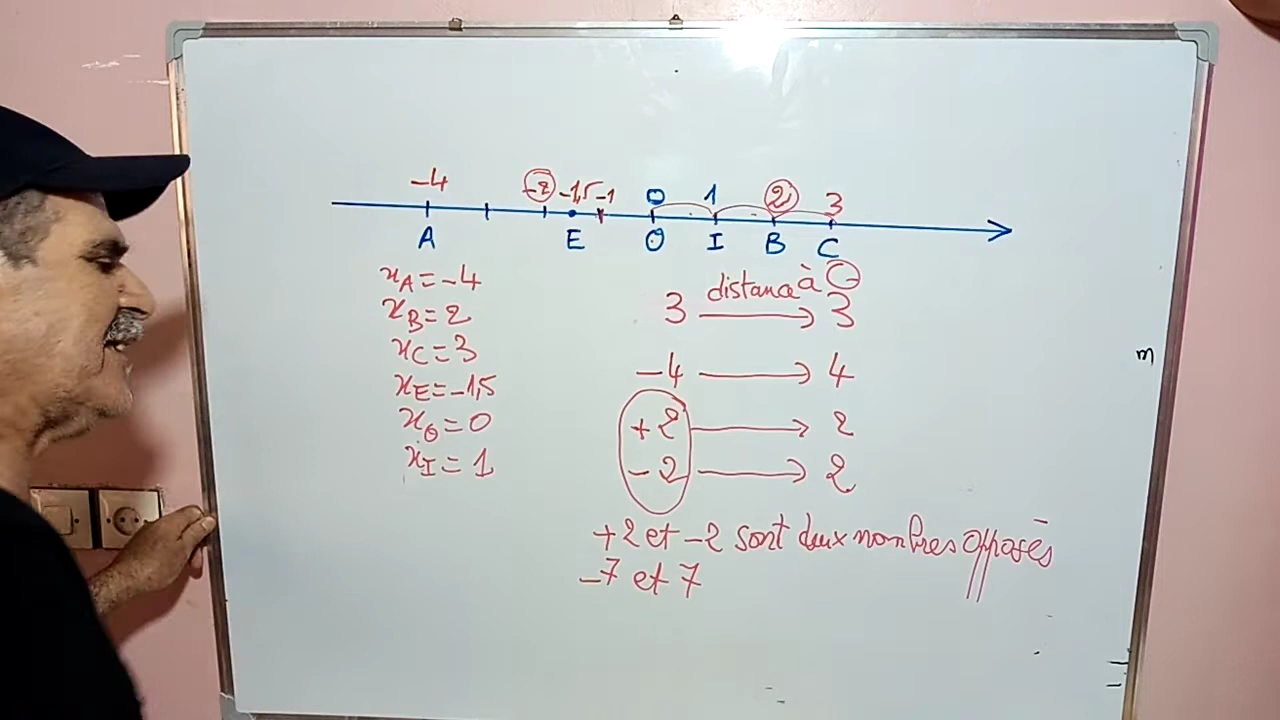 -4 -2 -1,5 -1 0 1 2 3
A E O I B C
xA = -4
xB = 2
xC = 3
xE = -1,5
xO = 0
xI = 1
distance à O
3 → 3
-4 → 4
+2 → 2
-2 → 2
+2 et -2 sont deux nombres opposés
-7 et 7
m